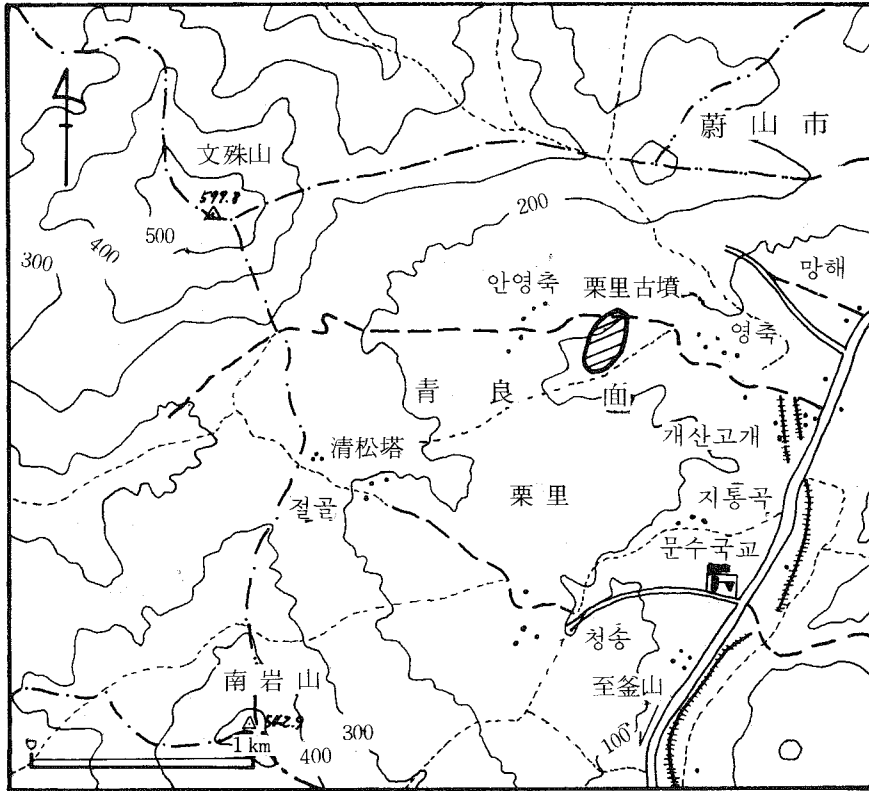 蔚山市
文殊山
599.8
200
500
400
300
망해
안영축
栗里古墳
영축
青良面
개산고개
清松塔
栗里
지통곡
절골
문수국교
청송
南岩山
至釜山
542.9
1 km
300
400
100
0